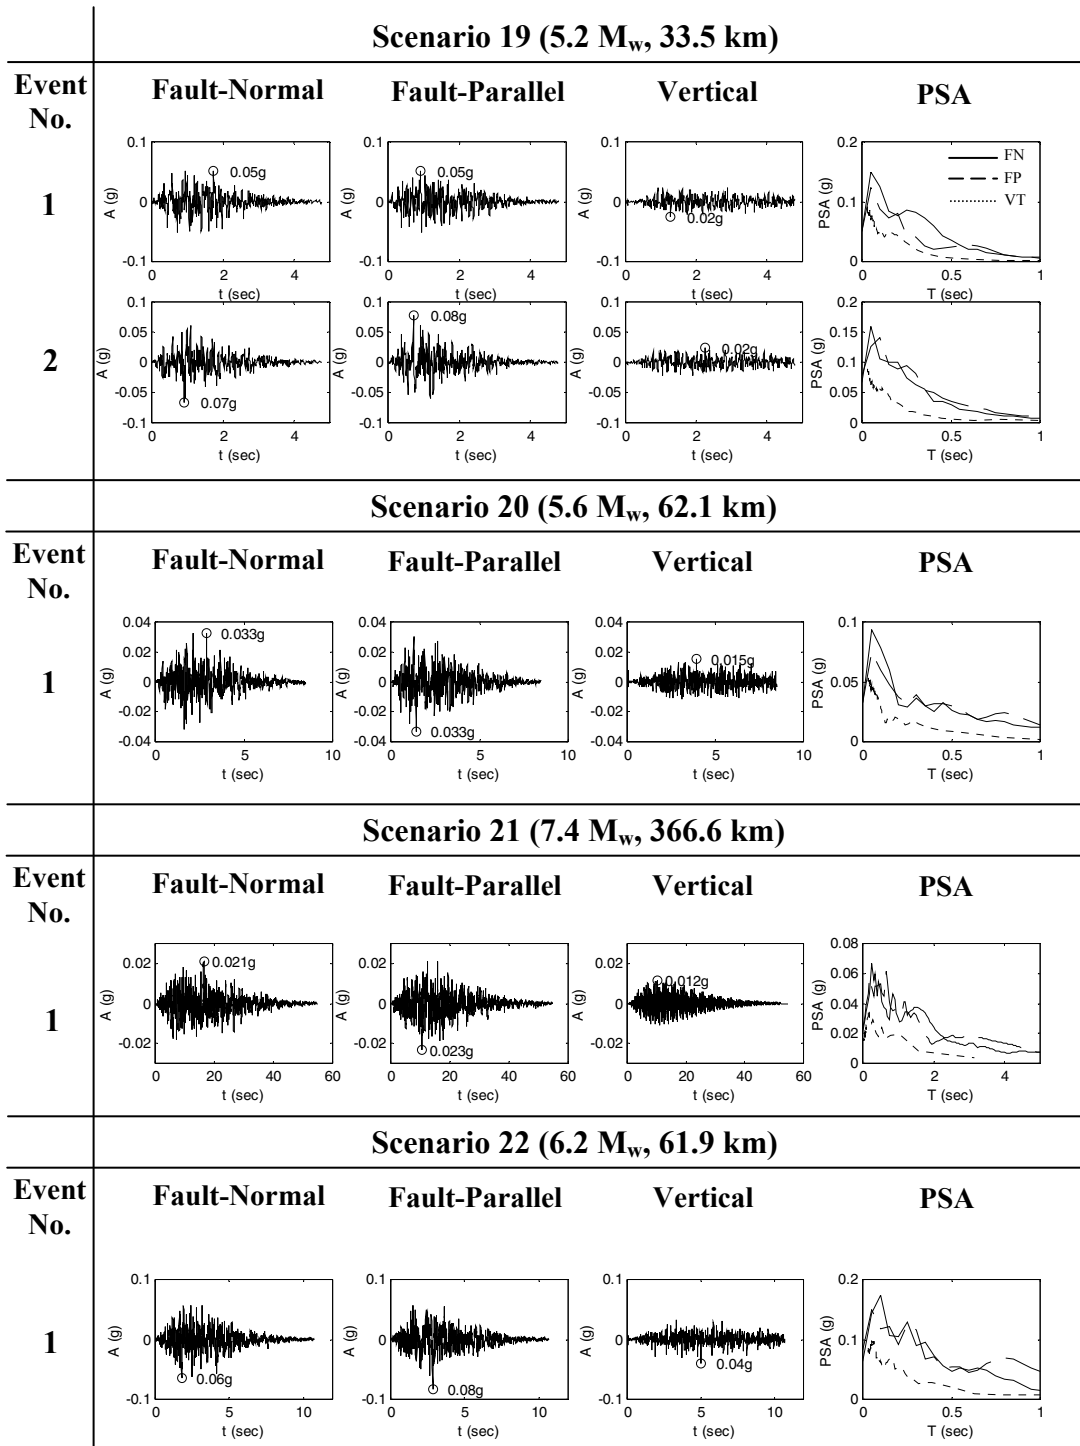 Scenario 19 (5.2 Mw, 33.5 km)
Event No.
Fault-Normal
Fault-Parallel
Vertical
PSA
1
0.1
0
-0.1
A (g)
0.05g
0 2 4
t (sec)
0.1
0
-0.1
A (g)
0.05g
0 2 4
t (sec)
0.1
0
-0.1
A (g)
0.02g
0 2 4
t (sec)
0.2
0.1
0
PSA (g)
FN
FP
VT
0 0.5 1
T (sec)
2
0.1
0.05
0
-0.05
-0.1
A (g)
0.07g
0 2 4
t (sec)
0.1
0.05
0
-0.05
-0.1
A (g)
0.08g
0 2 4
t (sec)
0.1
0.05
0
-0.05
-0.1
A (g)
0.02g
0 2 4
t (sec)
0.2
0.15
0.1
0.05
0
PSA (g)
0 0.5 1
T (sec)
Scenario 20 (5.6 Mw, 62.1 km)
Event No.
Fault-Normal
Fault-Parallel
Vertical
PSA
1
0.04
0.02
0
-0.02
-0.04
A (g)
0.033g
0 5 10
t (sec)
0.04
0.02
0
-0.02
-0.04
A (g)
0.033g
0 5 10
t (sec)
0.04
0.02
0
-0.02
-0.04
A (g)
0.015g
0 5 10
t (sec)
0.1
0.05
0
PSA (g)
0 0.5 1
T (sec)
Scenario 21 (7.4 Mw, 366.6 km)
Event No.
Fault-Normal
Fault-Parallel
Vertical
PSA
1
0.02
0
-0.02
A (g)
0.021g
0 20 40 60
t (sec)
0.02
0
-0.02
A (g)
0.023g
0 20 40 60
t (sec)
0.02
0
-0.02
A (g)
0.012g
0 20 40 60
t (sec)
0.08
0.06
0.04
0.02
0
PSA (g)
0 2 4
T (sec)
Scenario 22 (6.2 Mw, 61.9 km)
Event No.
Fault-Normal
Fault-Parallel
Vertical
PSA
1
0.1
0
-0.1
A (g)
0.06g
0 5 10
t (sec)
0.1
0
-0.1
A (g)
0.08g
0 5 10
t (sec)
0.1
0
-0.1
A (g)
0.04g
0 5 10
t (sec)
0.2
0.1
0
PSA (g)
0 0.5 1
T (sec)